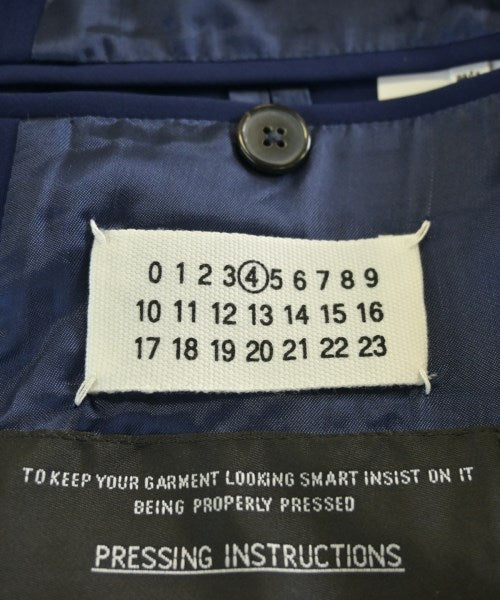 0 1 2 3 4 5 6 7 8 9
10 11 12 13 14 15 16
17 18 19 20 21 22 23
TO KEEP YOUR GARMENT LOOKING SMART INSIST ON IT
BEING PROPERLY PRESSED
PRESSING INSTRUCTIONS